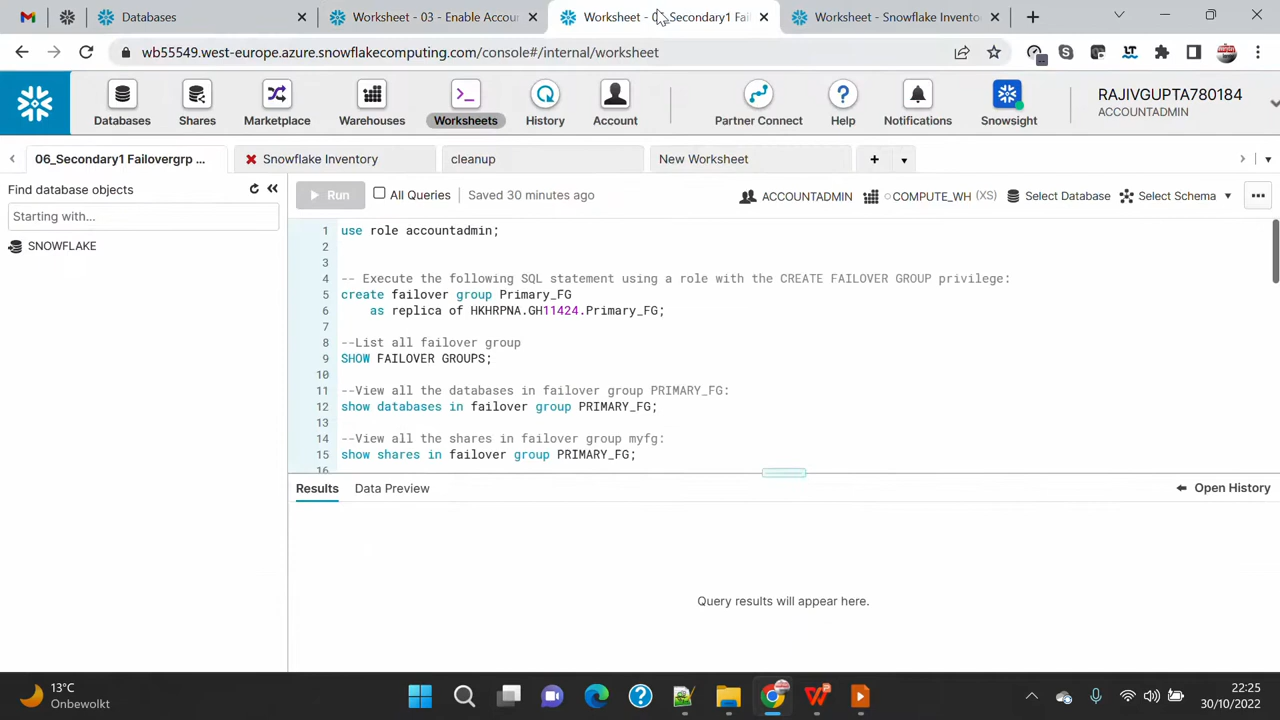 Databases
Worksheet - 03 - Enable Accou
Worksheet - 0 Secondary1 Fai
Worksheet - Snowflake Invento
wb55549.west-europe.azure.snowflakecomputing.com/console#/internal/worksheet
Databases
Shares
Marketplace
Warehouses
Worksheets
History
Account
Partner Connect
Help
Notifications
Snowsight
RAJIVGUPTA780184
ACCOUNTADMIN
06_Secondary1 Failovergrp ...
Snowflake Inventory
cleanup
New Worksheet
Find database objects
Starting with...
SNOWFLAKE
Run
All Queries
Saved 30 minutes ago
ACCOUNTADMIN
COMPUTE_WH (XS)
Select Database
Select Schema
1 use role accountadmin;
2
3
4 -- Execute the following SQL statement using a role with the CREATE FAILOVER GROUP privilege:
5 create failover group Primary_FG
6 as replica of HKHRPNA.GH11424.Primary_FG;
7
8 --List all failover group
9 SHOW FAILOVER GROUPS;
10
11 --View all the databases in failover group PRIMARY_FG:
12 show databases in failover group PRIMARY_FG;
13
14 --View all the shares in failover group myfg:
15 show shares in failover group PRIMARY_FG;
16
Results
Data Preview
Open History
Query results will appear here.
13°C
Onbewolkt
22:25
30/10/2022